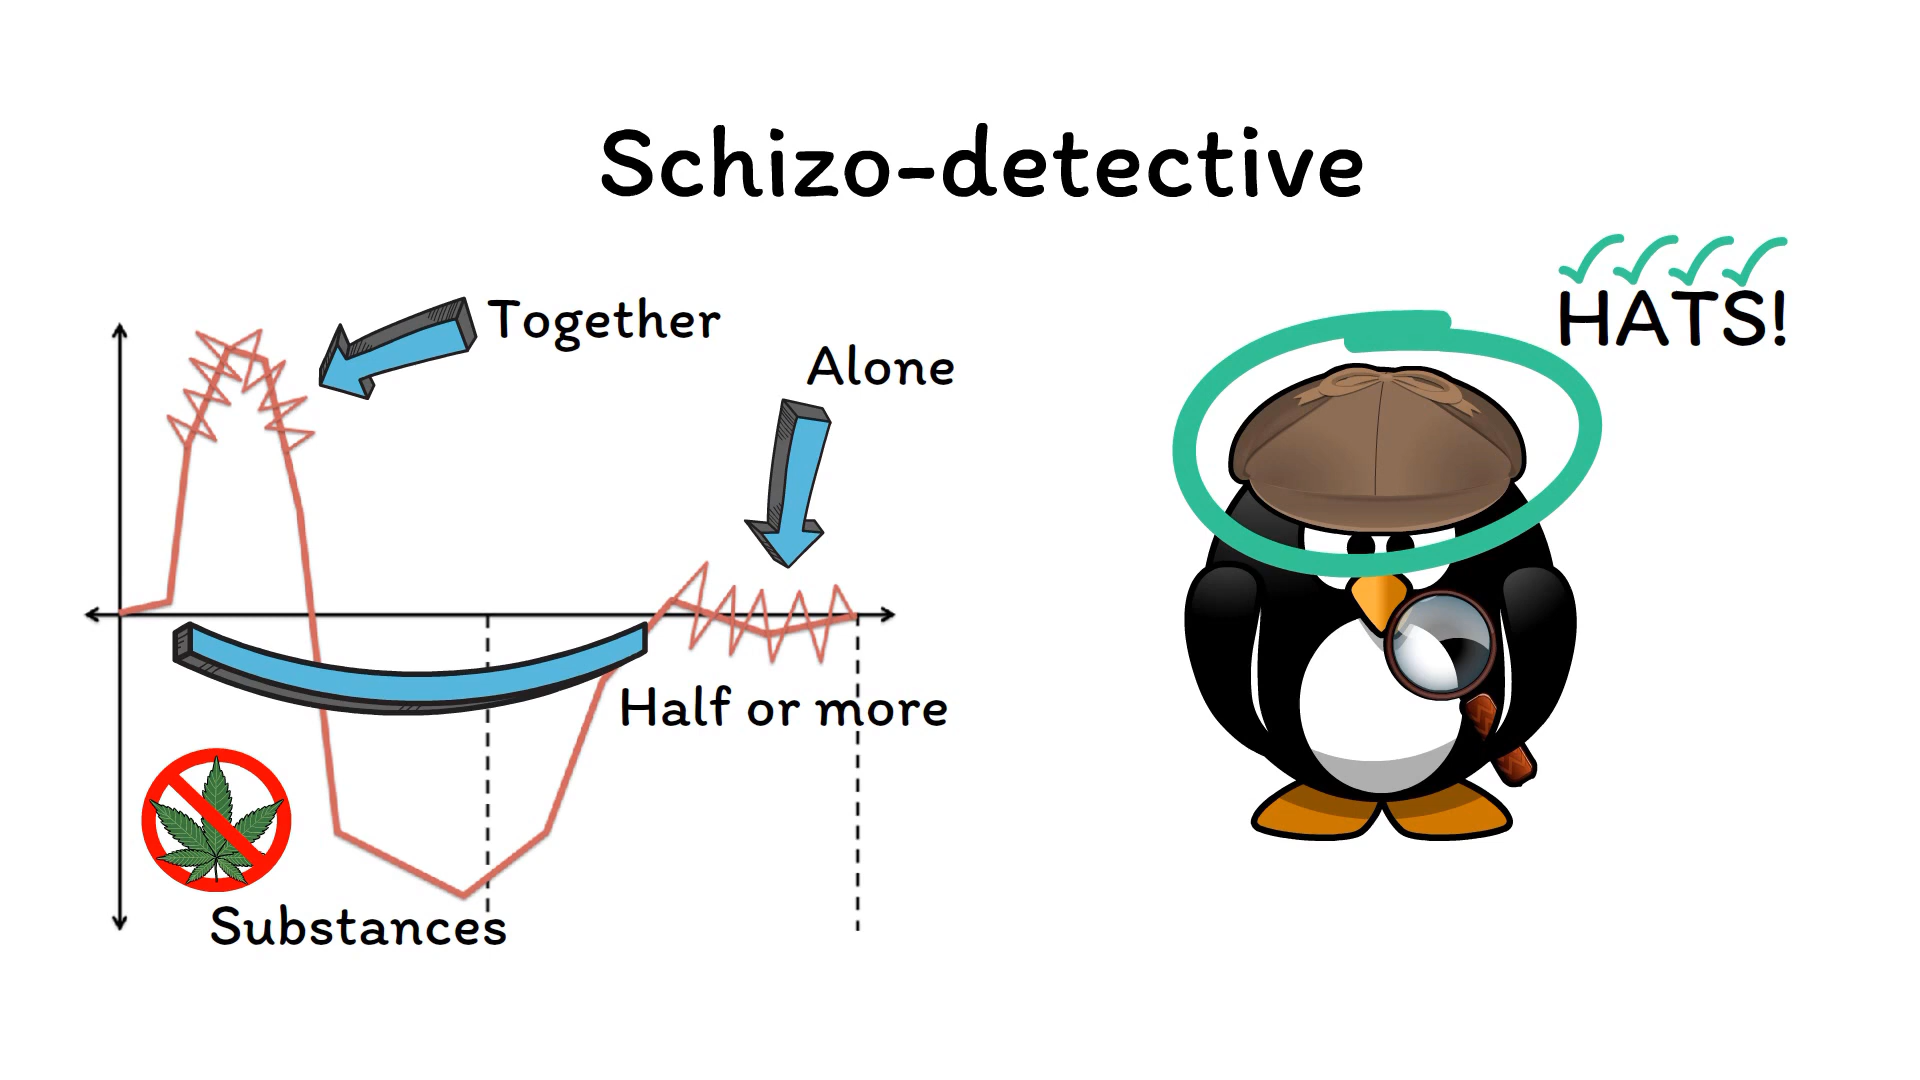 Schizo-detective
HATS!
Together
Alone
Half or more
Substances